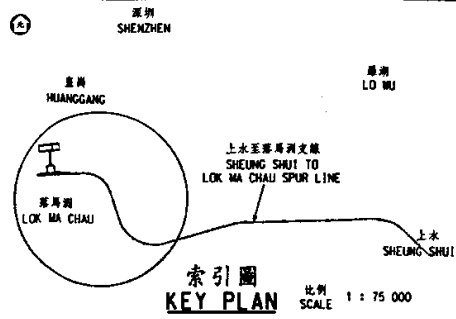 北
深圳
SHENZHEN
皇崗
HUANGGANG
羅湖
LO WU
上水至落馬洲支線
SHEUNG SHUI TO
LOK MA CHAU SPUR LINE
落馬洲
LOK MA CHAU
上水
SHEUNG SHUI
索引圖
KEY PLAN
比例
SCALE 1 : 75 000